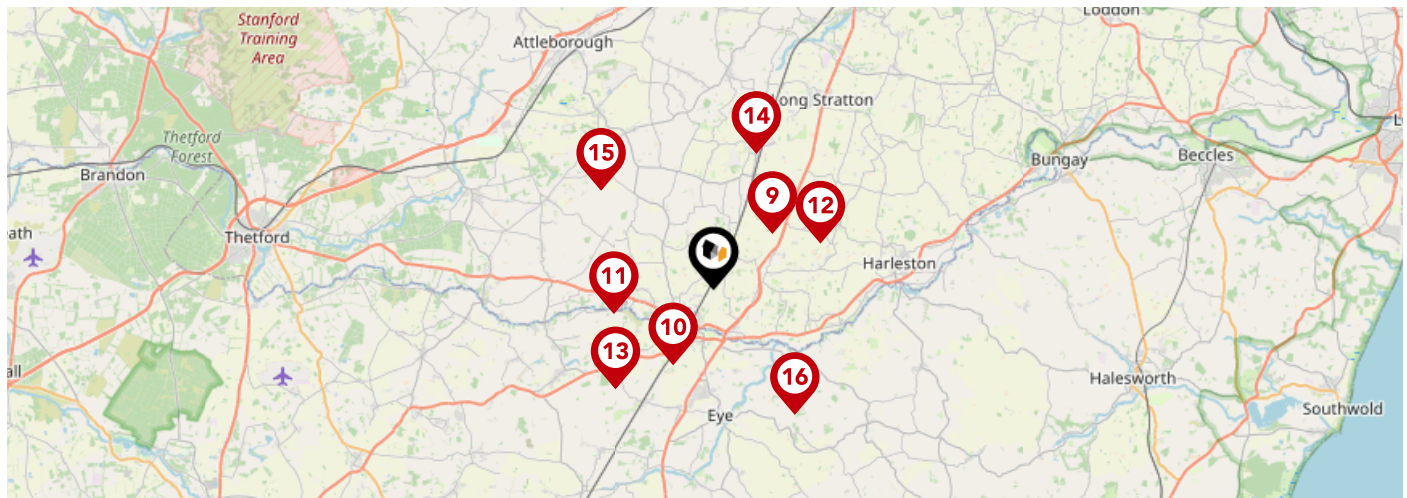 Stanford
Training
Area
Attleborough
Loddon
Long Stratton
14
Thetford
Forest
15
Brandon
Bungay
Beccles
9
12
Thetford
Harleston
11
10
13
16
Halesworth
Eye
Southwold